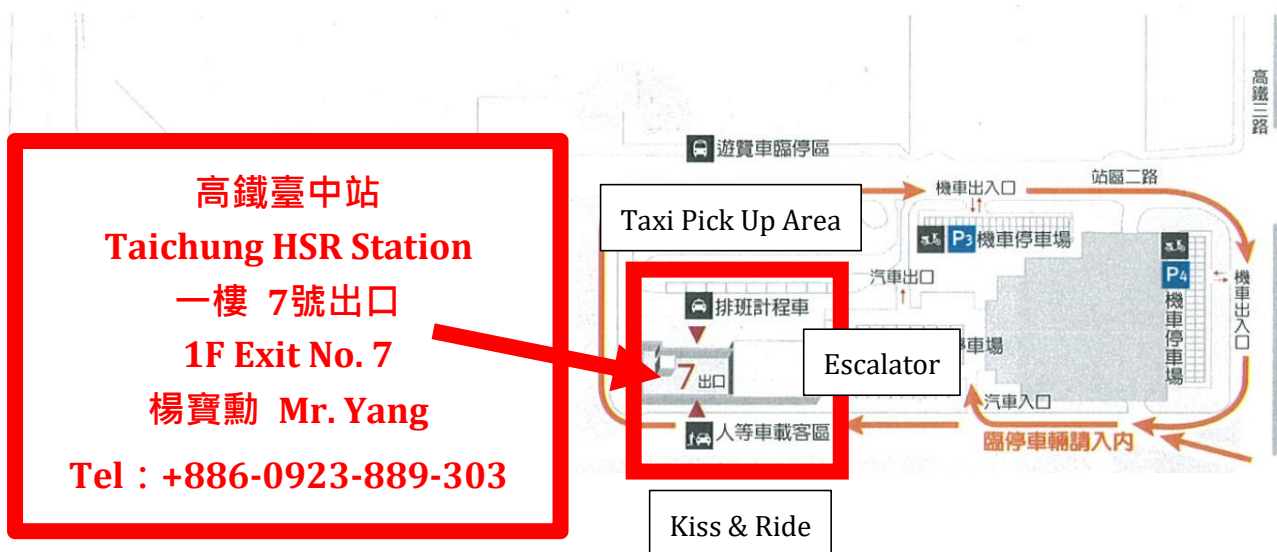 高鐵臺中站
Taichung HSR Station
一樓 7號出口
1F Exit No. 7
楊寶勳 Mr. Yang
Tel：+886-0923-889-303
高鐵三路
遊覽車臨停區
站區二路
機車出入口
Taxi Pick Up Area
P3 機車停車場
P4
機車停車場
機車出入口
汽車出口
排班計程車
Escalator
車場
7 出口
汽車入口
人等車載客區
臨停車輛請入內
Kiss & Ride